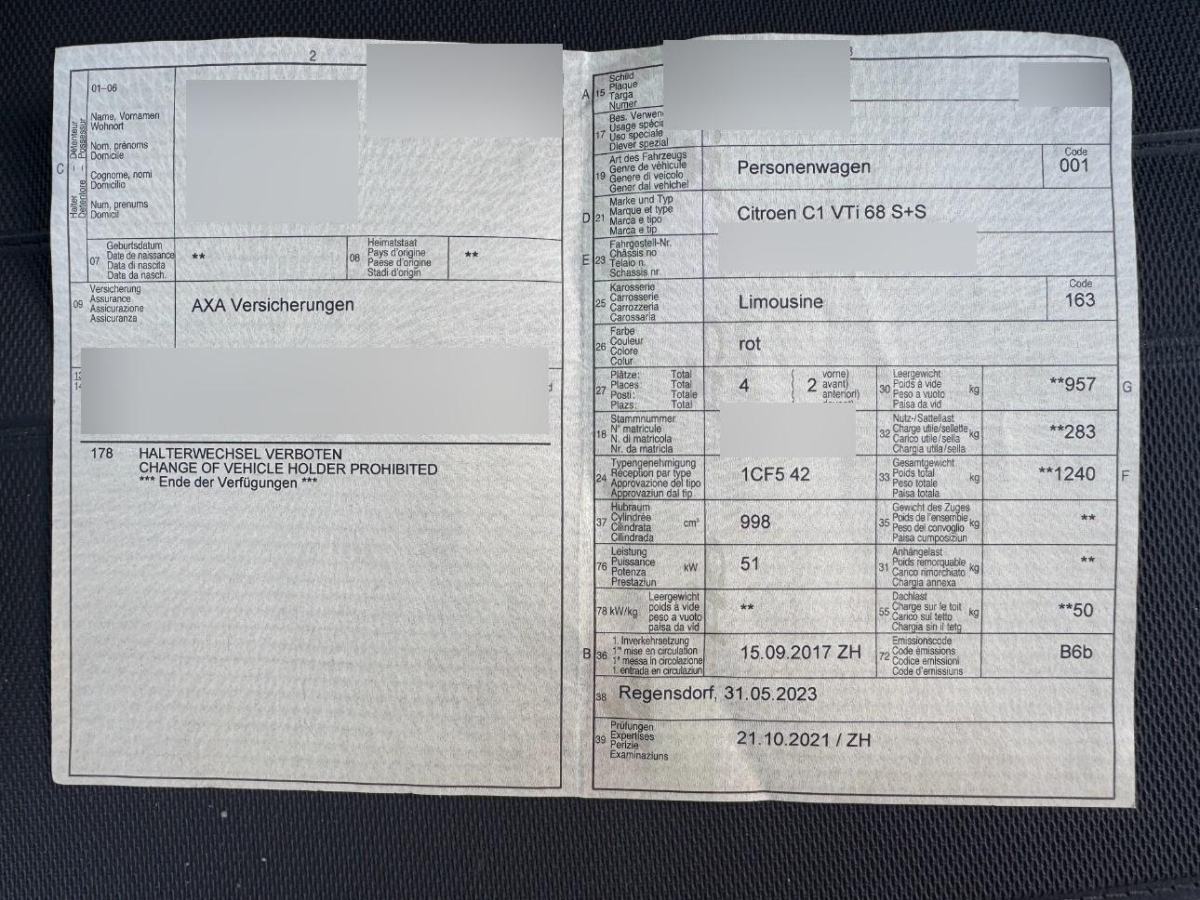 2
01-06
Name, Vornamen
Wohnort
Nom, prénoms
Domicile
Cognome, nomi
Domicilio
Num, prenums
Domicil
C
Halter - Détenteur
Detentore - Possessur
07
Geburtsdatum
Date de naissance
Data di nascita
Data da nasch.
**
08
Heimatstaat
Pays d'origine
Paese d'origine
Stadi d'origin
**
09
Versicherung
Assurance
Assicurazione
Assicuranza
AXA Versicherungen
178 HALTERWECHSEL VERBOTEN
CHANGE OF VEHICLE HOLDER PROHIBITED
*** Ende der Verfügungen ***
3
A 15
Schild
Plaque
Targa
Numer
17
Bes.
Usage
Uso speciale
Diever spezial
19
Art des Fahrzeugs
Genre de véhicule
Genere di veicolo
Gener dal vehichel
Personenwagen
Code
001
D 21
Marke und Typ
Marque et type
Marca e tipo
Marca e tip
Citroen C1 VTi 68 S+S
E 23
Fahrgestell-Nr.
Châssis no
Telaio n.
Schassis nr.
25
Karosserie
Carrosserie
Carrozzeria
Carossaria
Limousine
Code
163
26
Farbe
Couleur
Colore
Colur
rot
27
Plätze: Total
Places: Total
Posti: Totale
Plazs: Total
4
2
vorne)
avant)
anteriori)
30
Leergewicht
Poids à vide
Peso a vuoto
Paisa da vid
kg
**957
G
18
Stammnummer
N° matricule
N. di matricola
Nr. da matricla
32
Nutz-/Sattellast
Charge utile/sellette
Carico utile/sella
Chargia utila/sella
kg
**283
24
Typengenehmigung
Réception par type
Approvazione del tipo
Approvaziun dal tip
1CF5 42
33
Gesamtgewicht
Poids total
Peso totale
Paisa totala
kg
**1240
F
37
Hubraum
Cylindrée
Cilindrata
Cilindrada
cm³
998
35
Gewicht des Zuges
Poids de l'ensemble
Peso del convoglio
Paisa cumposiziun
kg
**
76
Leistung
Puissance
Potenza
Prestaziun
kW
51
31
Anhängelast
Poids remorquable
Carico rimorchiato
Chargia annexa
kg
**
78 kW/kg
Leergewicht
poids à vide
peso a vuoto
paisa da vid
**
55
Dachlast
Charge sur le toit
Carico sul tetto
Chargia sin il tetg
kg
**50
B 36
1. Inverkehrsetzung
1re mise en circulation
1a messa in circolazione
1. entrada en circulaziun
15.09.2017 ZH
72
Emissionscode
Code émissions
Codice emissioni
Code d'emissiuns
B6b
38 Regensdorf, 31.05.2023
39
Prüfungen
Expertises
Perizie
Examinaziuns
21.10.2021 / ZH